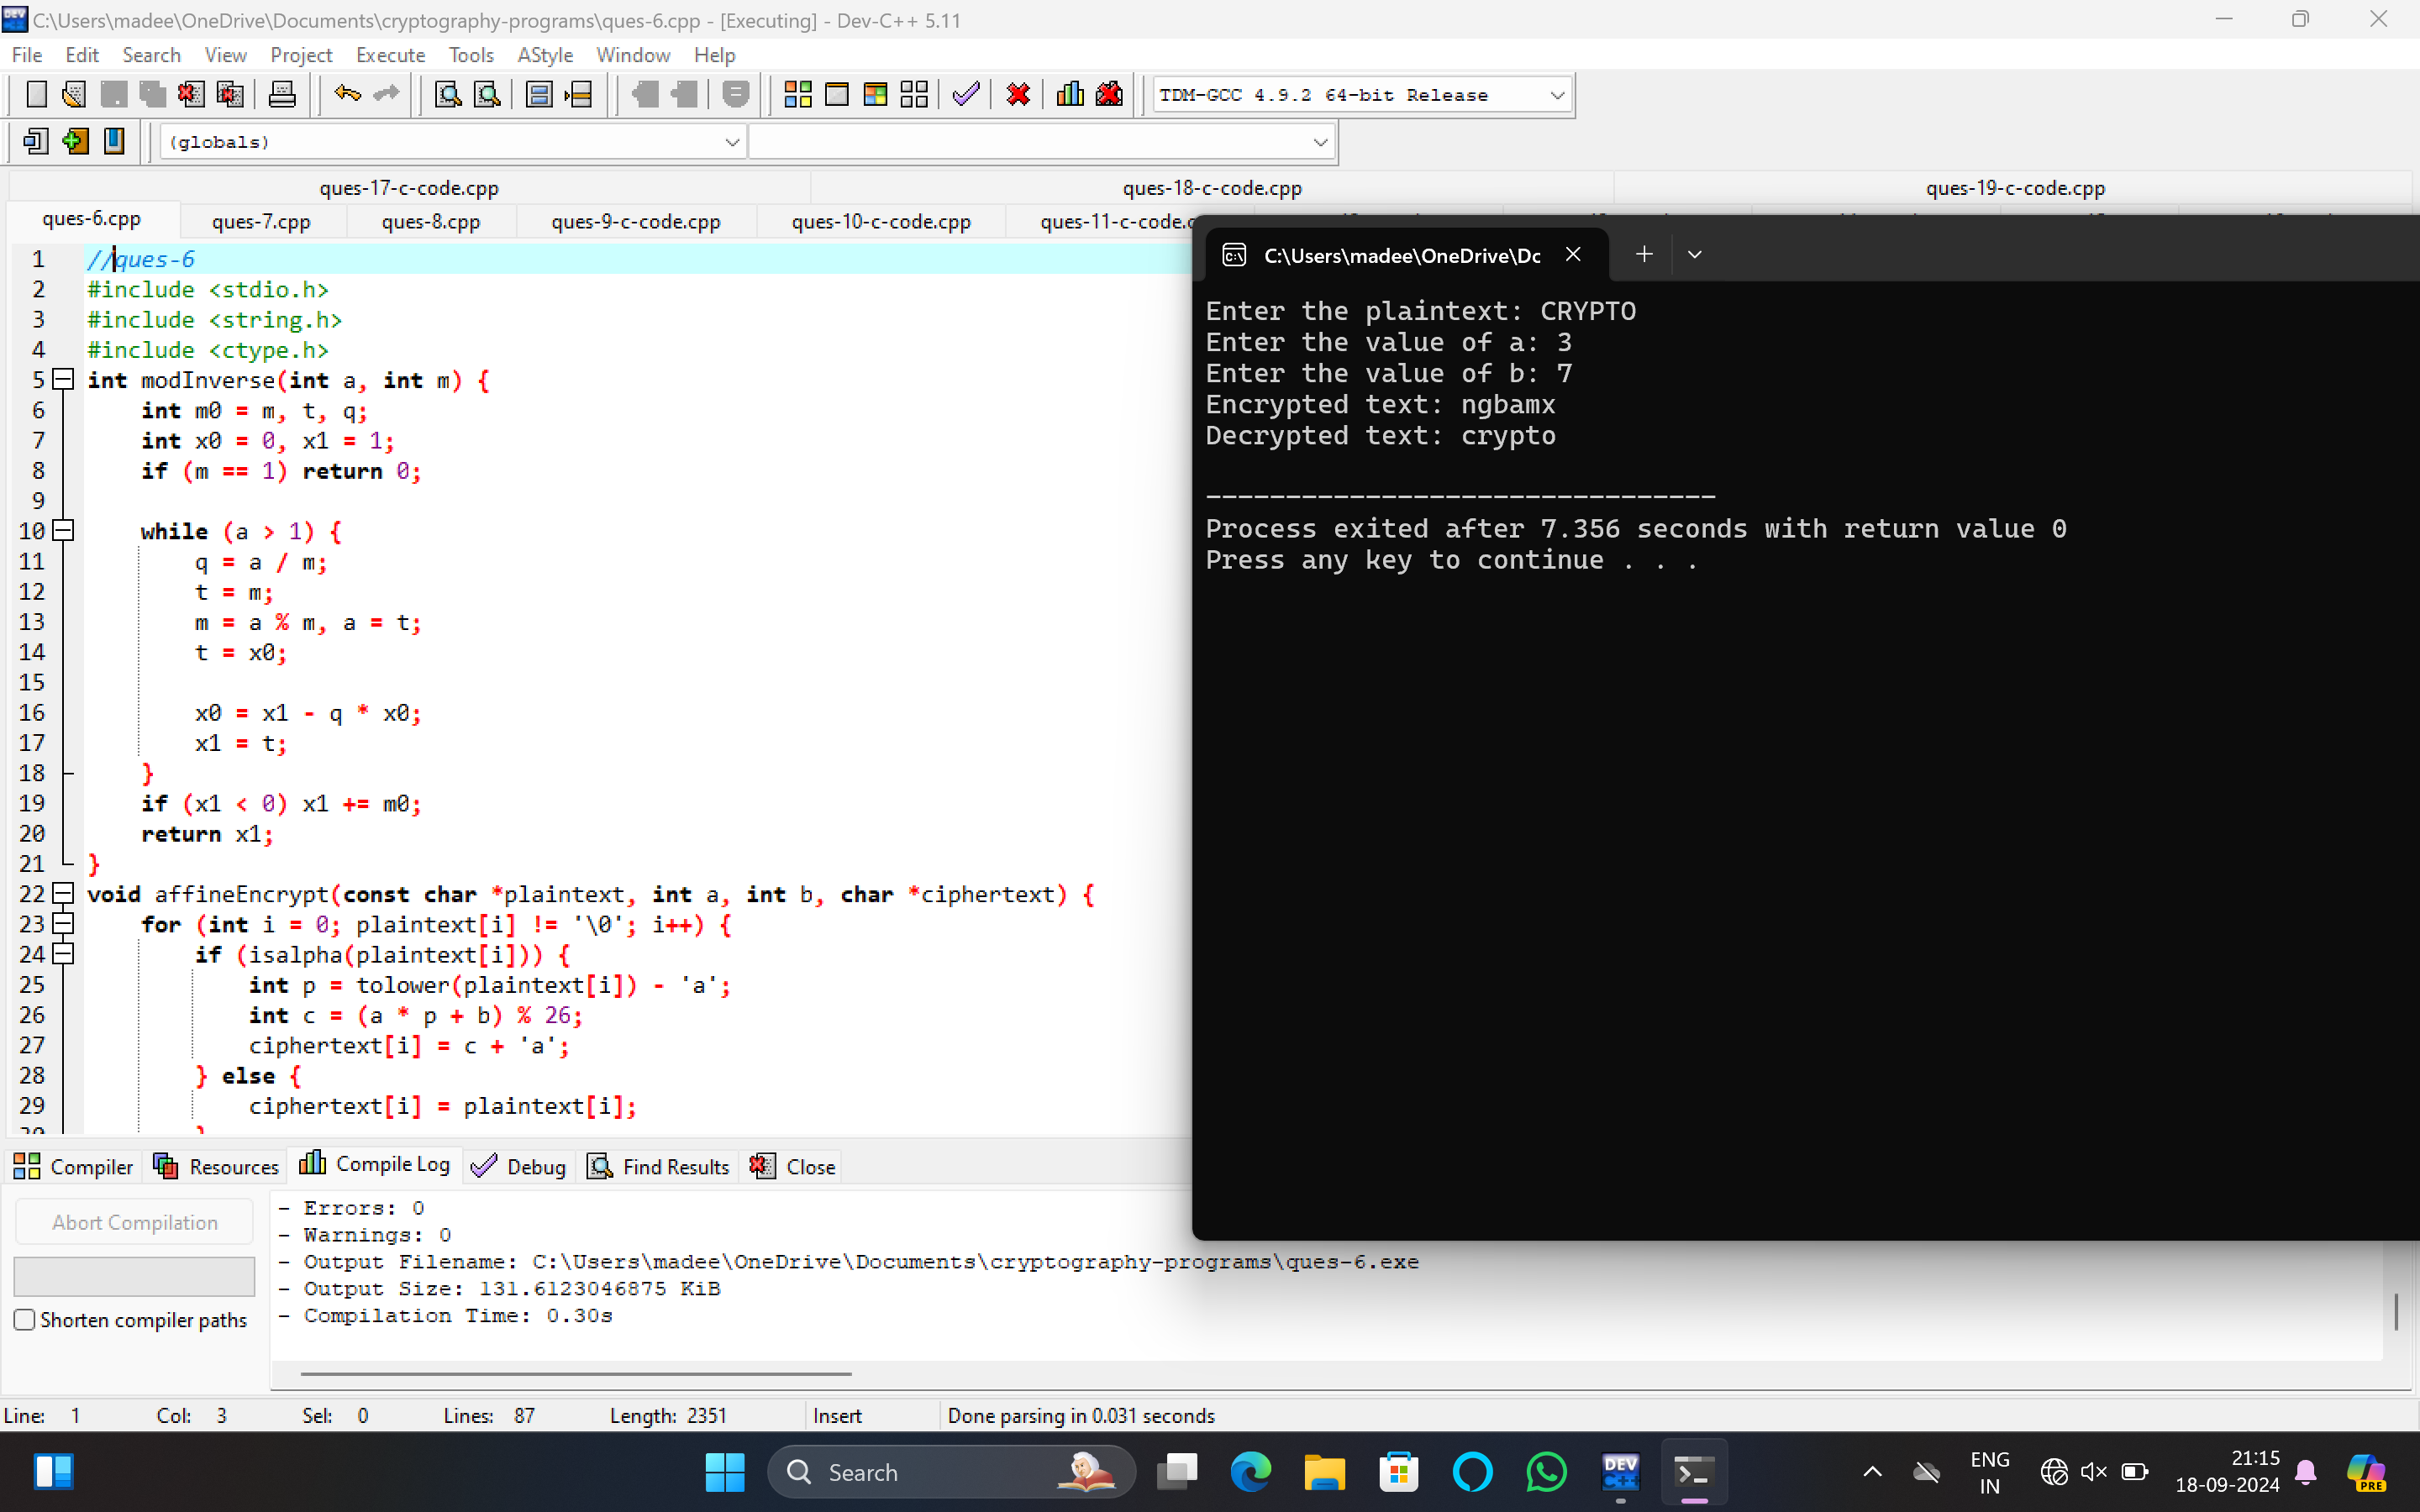 C:\Users\madee\OneDrive\Documents\cryptography-programs\ques-6.cpp - [Executing] - Dev-C++ 5.11
File Edit Search View Project Execute Tools AStyle Window Help
TDM-GCC 4.9.2 64-bit Release
(globals)
ques-17-c-code.cpp ques-18-c-code.cpp ques-19-c-code.cpp
ques-6.cpp ques-7.cpp ques-8.cpp ques-9-c-code.cpp ques-10-c-code.cpp ques-11-c-code.c
1 //ques-6
2 #include <stdio.h>
3 #include <string.h>
4 #include <ctype.h>
5 int modInverse(int a, int m) {
6 int m0 = m, t, q;
7 int x0 = 0, x1 = 1;
8 if (m == 1) return 0;
9
10 while (a > 1) {
11 q = a / m;
12 t = m;
13 m = a % m, a = t;
14 t = x0;
15
16 x0 = x1 - q * x0;
17 x1 = t;
18 }
19 if (x1 < 0) x1 += m0;
20 return x1;
21 }
22 void affineEncrypt(const char *plaintext, int a, int b, char *ciphertext) {
23 for (int i = 0; plaintext[i] != '\0'; i++) {
24 if (isalpha(plaintext[i])) {
25 int p = tolower(plaintext[i]) - 'a';
26 int c = (a * p + b) % 26;
27 ciphertext[i] = c + 'a';
28 } else {
29 ciphertext[i] = plaintext[i];
30 }
C:\Users\madee\OneDrive\Dc
Enter the plaintext: CRYPTO
Enter the value of a: 3
Enter the value of b: 7
Encrypted text: ngbamx
Decrypted text: crypto
--------------------------------
Process exited after 7.356 seconds with return value 0
Press any key to continue . . .
Compiler Resources Compile Log Debug Find Results Close
Abort Compilation
Shorten compiler paths
- Errors: 0
- Warnings: 0
- Output Filename: C:\Users\madee\OneDrive\Documents\cryptography-programs\ques-6.exe
- Output Size: 131.6123046875 KiB
- Compilation Time: 0.30s
Line: 1 Col: 3 Sel: 0 Lines: 87 Length: 2351 Insert Done parsing in 0.031 seconds
Search
DEV C++
ENG
IN
21:15
18-09-2024
PRE